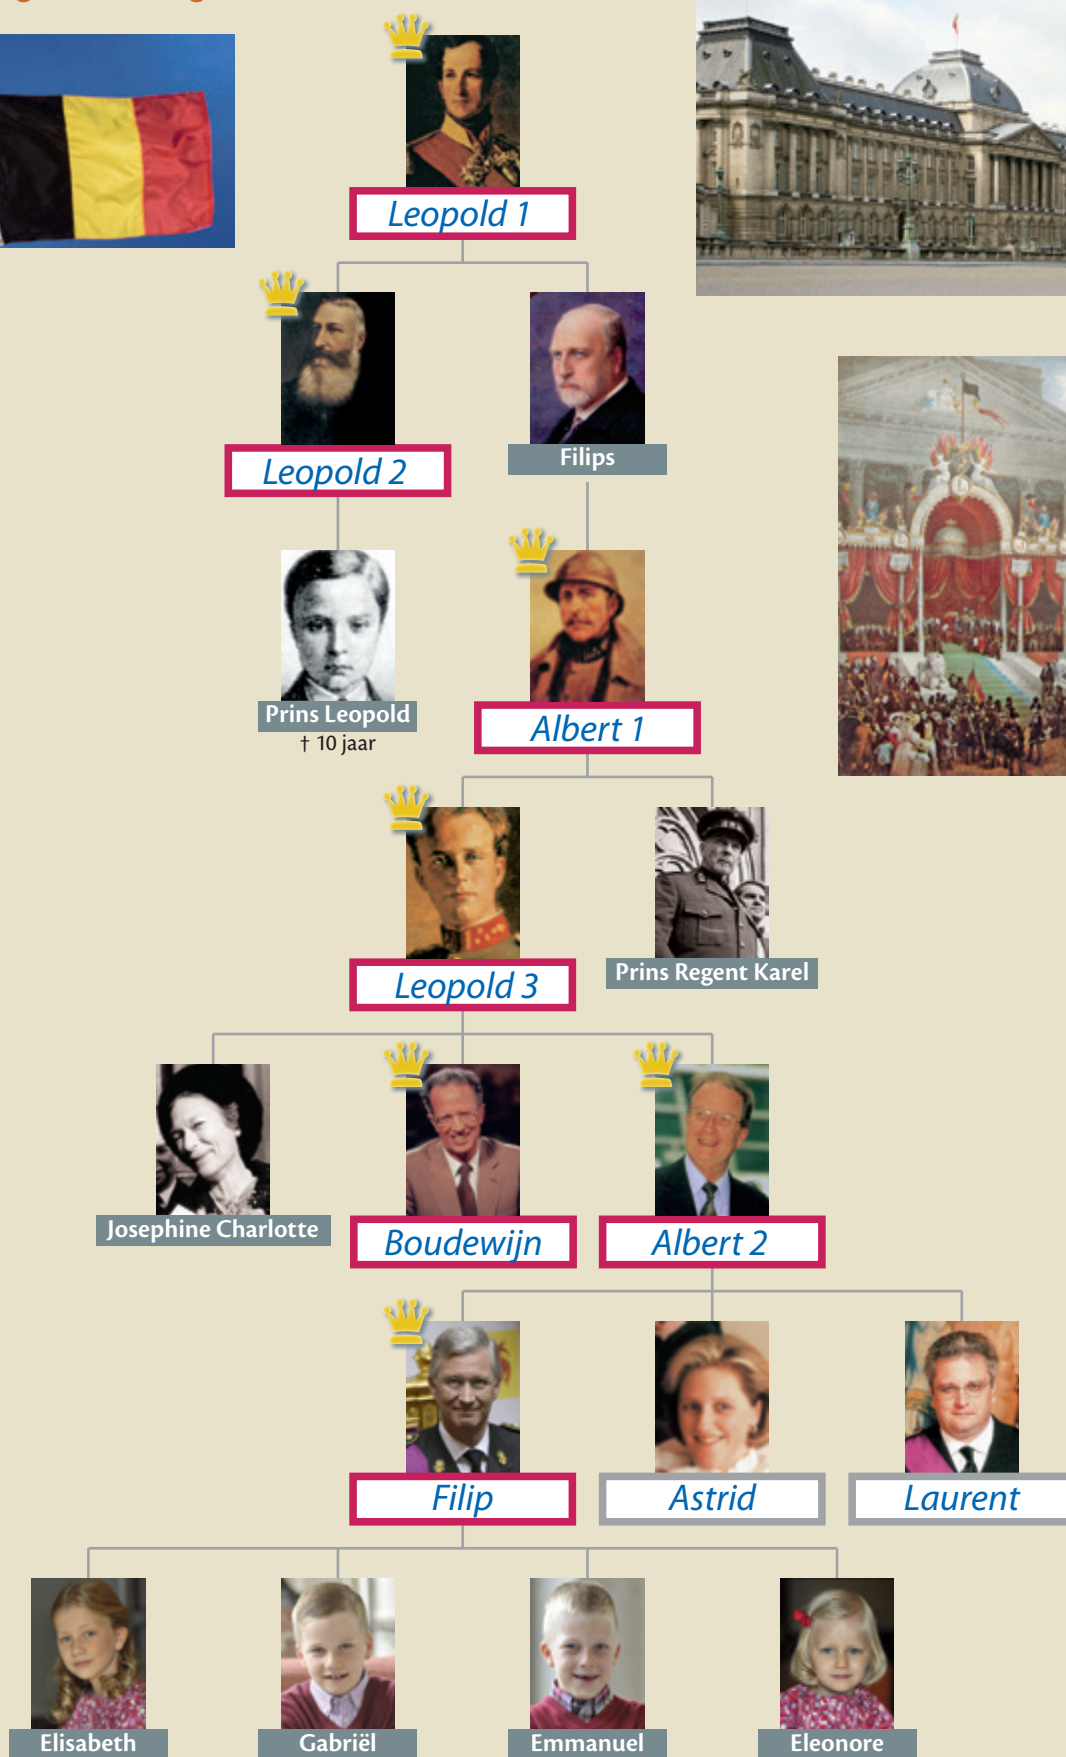 Leopold 1
Leopold 2
Filips
Prins Leopold
† 10 jaar
Albert 1
Leopold 3
Prins Regent Karel
Josephine Charlotte
Boudewijn
Albert 2
Filip
Astrid
Laurent
Elisabeth
Gabriël
Emmanuel
Eleonore